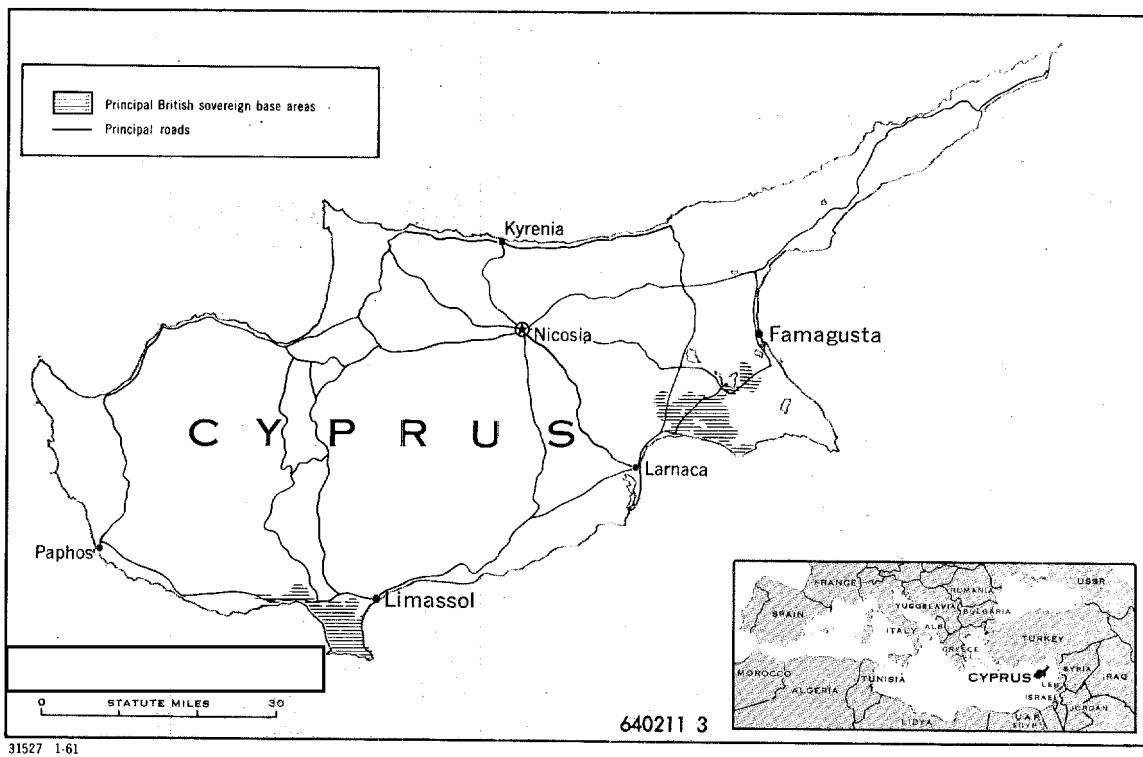 Principal British sovereign base areas
Principal roads
Kyrenia
Nicosia
Famagusta
CYPRUS
Larnaca
Paphos
Limassol
0 STATUTE MILES 30
640211 3
31527 1-61
FRANCE
USSR
RUMANIA
SPAIN
YUGOSLAVIA
BULGARIA
ITALY
ALB
GREECE
TURKEY
MOROCCO
ALGERIA
TUNISIA
CYPRUS
SYRIA
LEB
IRAQ
ISRAEL
JORDAN
LIBYA
U.A.R.
EGYPT